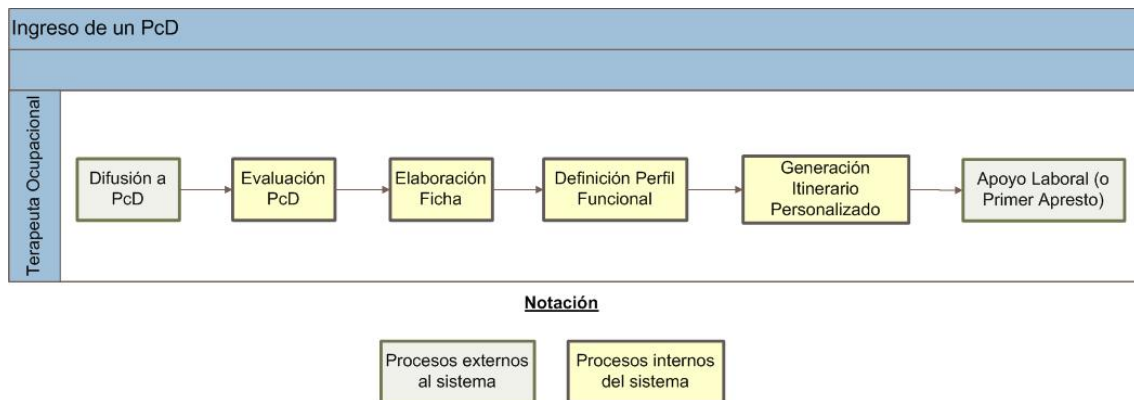 Ingreso de un PcD
Terapeuta Ocupacional
Difusión a
PcD
Evaluación
PcD
Elaboración
Ficha
Definición Perfil
Funcional
Generación
Itinerario
Personalizado
Apoyo Laboral (o
Primer Apresto)
Notación
Procesos externos
al sistema
Procesos internos
del sistema